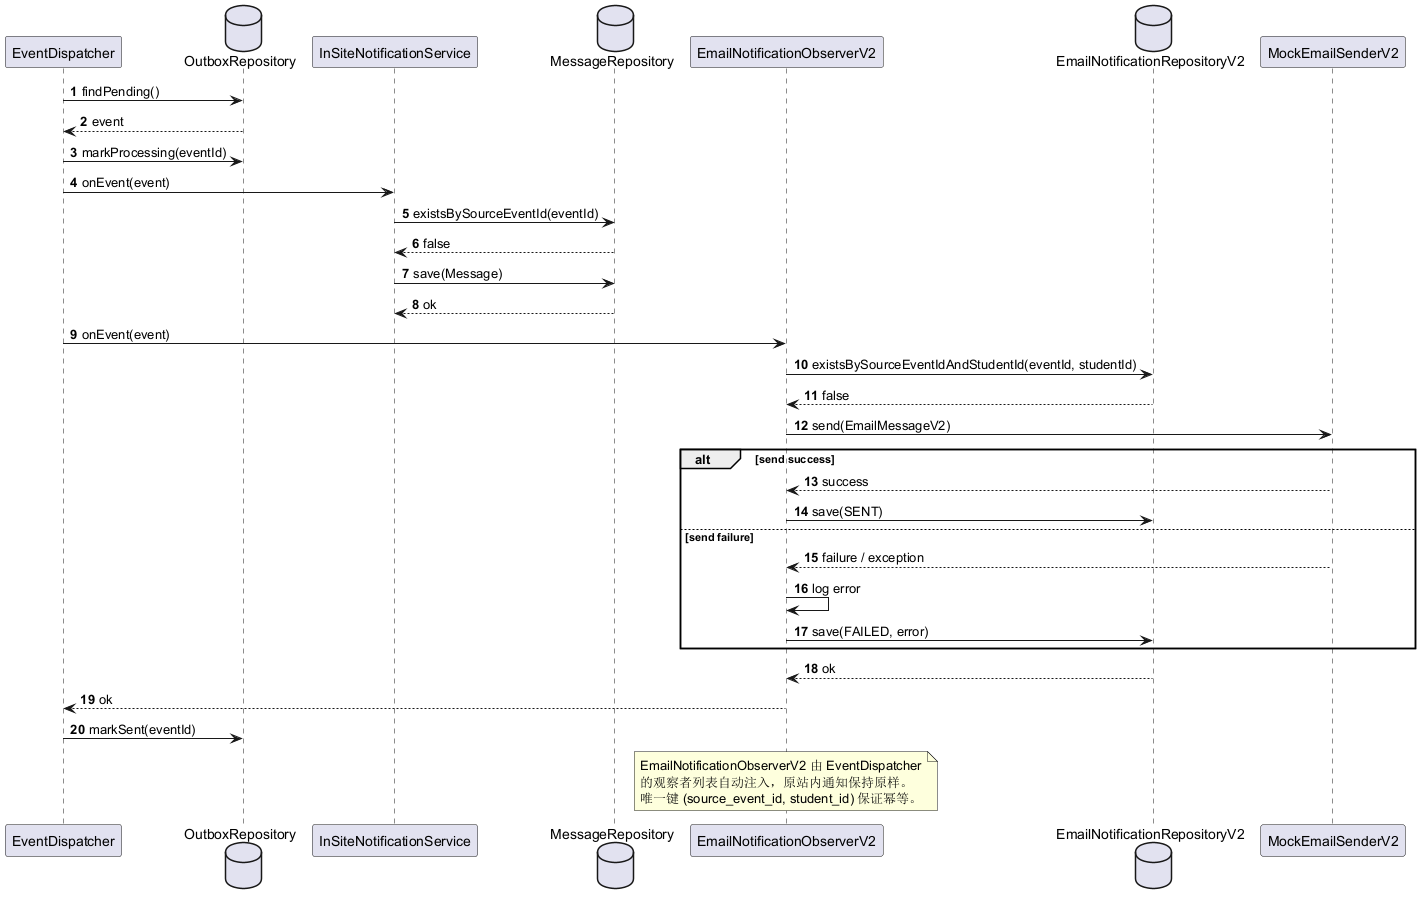 EventDispatcher
OutboxRepository
InSiteNotificationService
MessageRepository
EmailNotificationObserverV2
EmailNotificationRepositoryV2
MockEmailSenderV2
1 findPending()
2 event
3 markProcessing(eventId)
4 onEvent(event)
5 existsBySourceEventId(eventId)
6 false
7 save(Message)
8 ok
9 onEvent(event)
10 existsBySourceEventIdAndStudentId(eventId, studentId)
11 false
12 send(EmailMessageV2)
alt [send success]
13 success
14 save(SENT)
[send failure]
15 failure / exception
16 log error
17 save(FAILED, error)
18 ok
19 ok
20 markSent(eventId)
EmailNotificationObserverV2 由 EventDispatcher
的观察者列表自动注入，原站内通知保持原样。
唯一键 (source_event_id, student_id) 保证幂等。
EventDispatcher
OutboxRepository
InSiteNotificationService
MessageRepository
EmailNotificationObserverV2
EmailNotificationRepositoryV2
MockEmailSenderV2